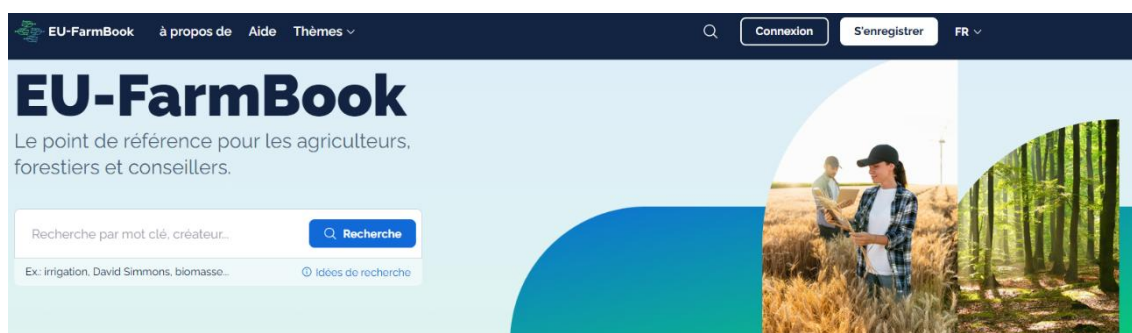 EU-FarmBook à propos de Aide Thèmes Connexion S'enregistrer FR
EU-FarmBook
Le point de référence pour les agriculteurs,
forestiers et conseillers.
Recherche par mot clé, créateur... Recherche
Ex.: irrigation, David Simmons, biomasse... Idées de recherche